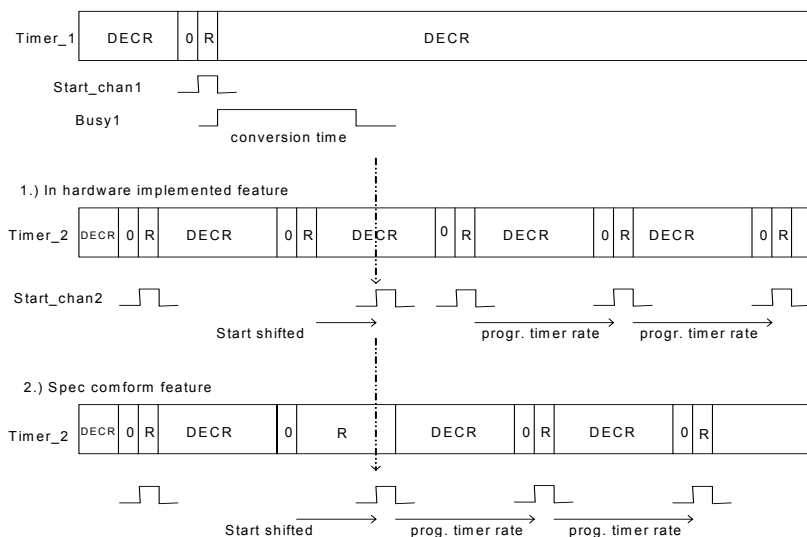 Timer_1 DECR 0 R DECR
Start_chan1
Busy1
conversion time
1.) In hardware implemented feature
Timer_2 DECR 0 R DECR 0 R DECR 0 R DECR 0 R DECR 0 R
Start_chan2
Start shifted progr. timer rate progr. timer rate
2.) Spec comform feature
Timer_2 DECR 0 R DECR 0 R DECR 0 R DECR 0 R
Start shifted prog. timer rate prog. timer rate